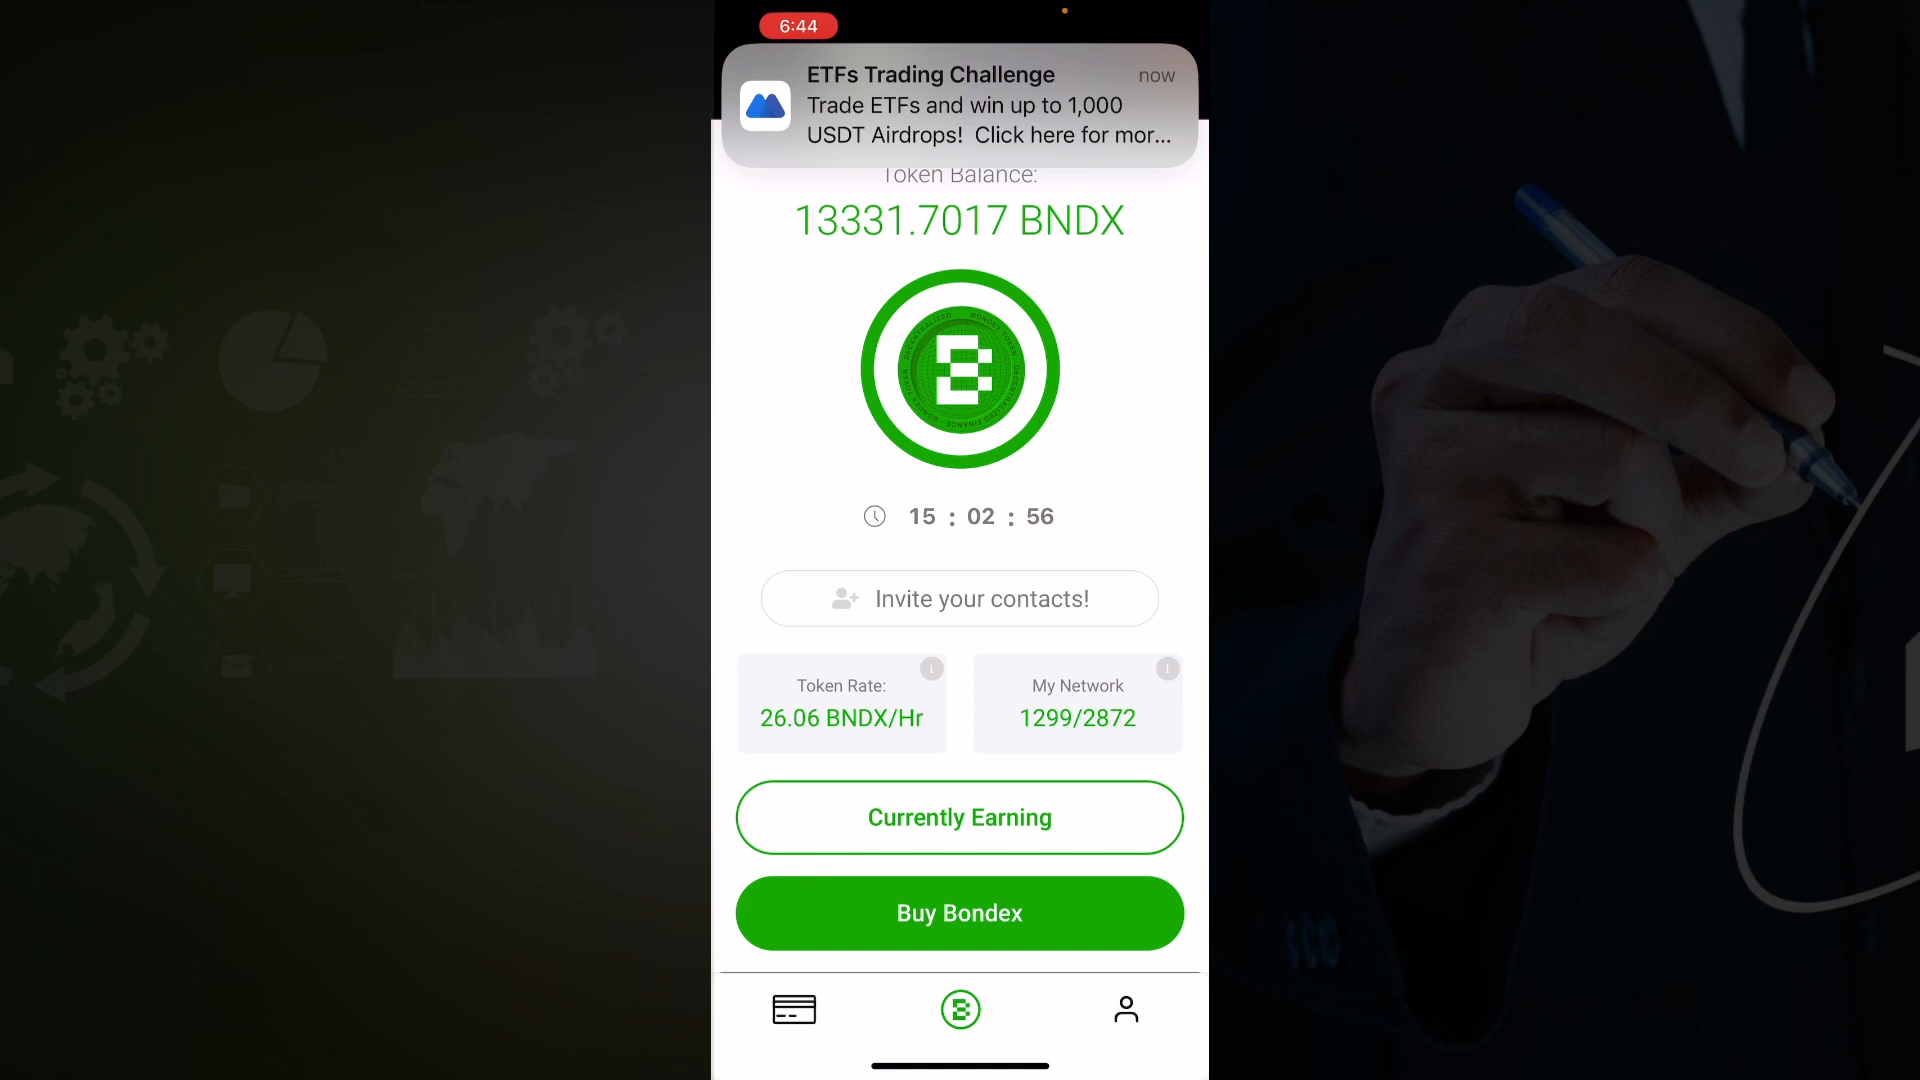 6:44
ETFs Trading Challenge
now
Trade ETFs and win up to 1,000
USDT Airdrops!  Click here for mor...
Token Balance:
13331.7017 BNDX
15 : 02 : 56
Invite your contacts!
Token Rate:
26.06 BNDX/Hr
My Network
1299/2872
Currently Earning
Buy Bondex